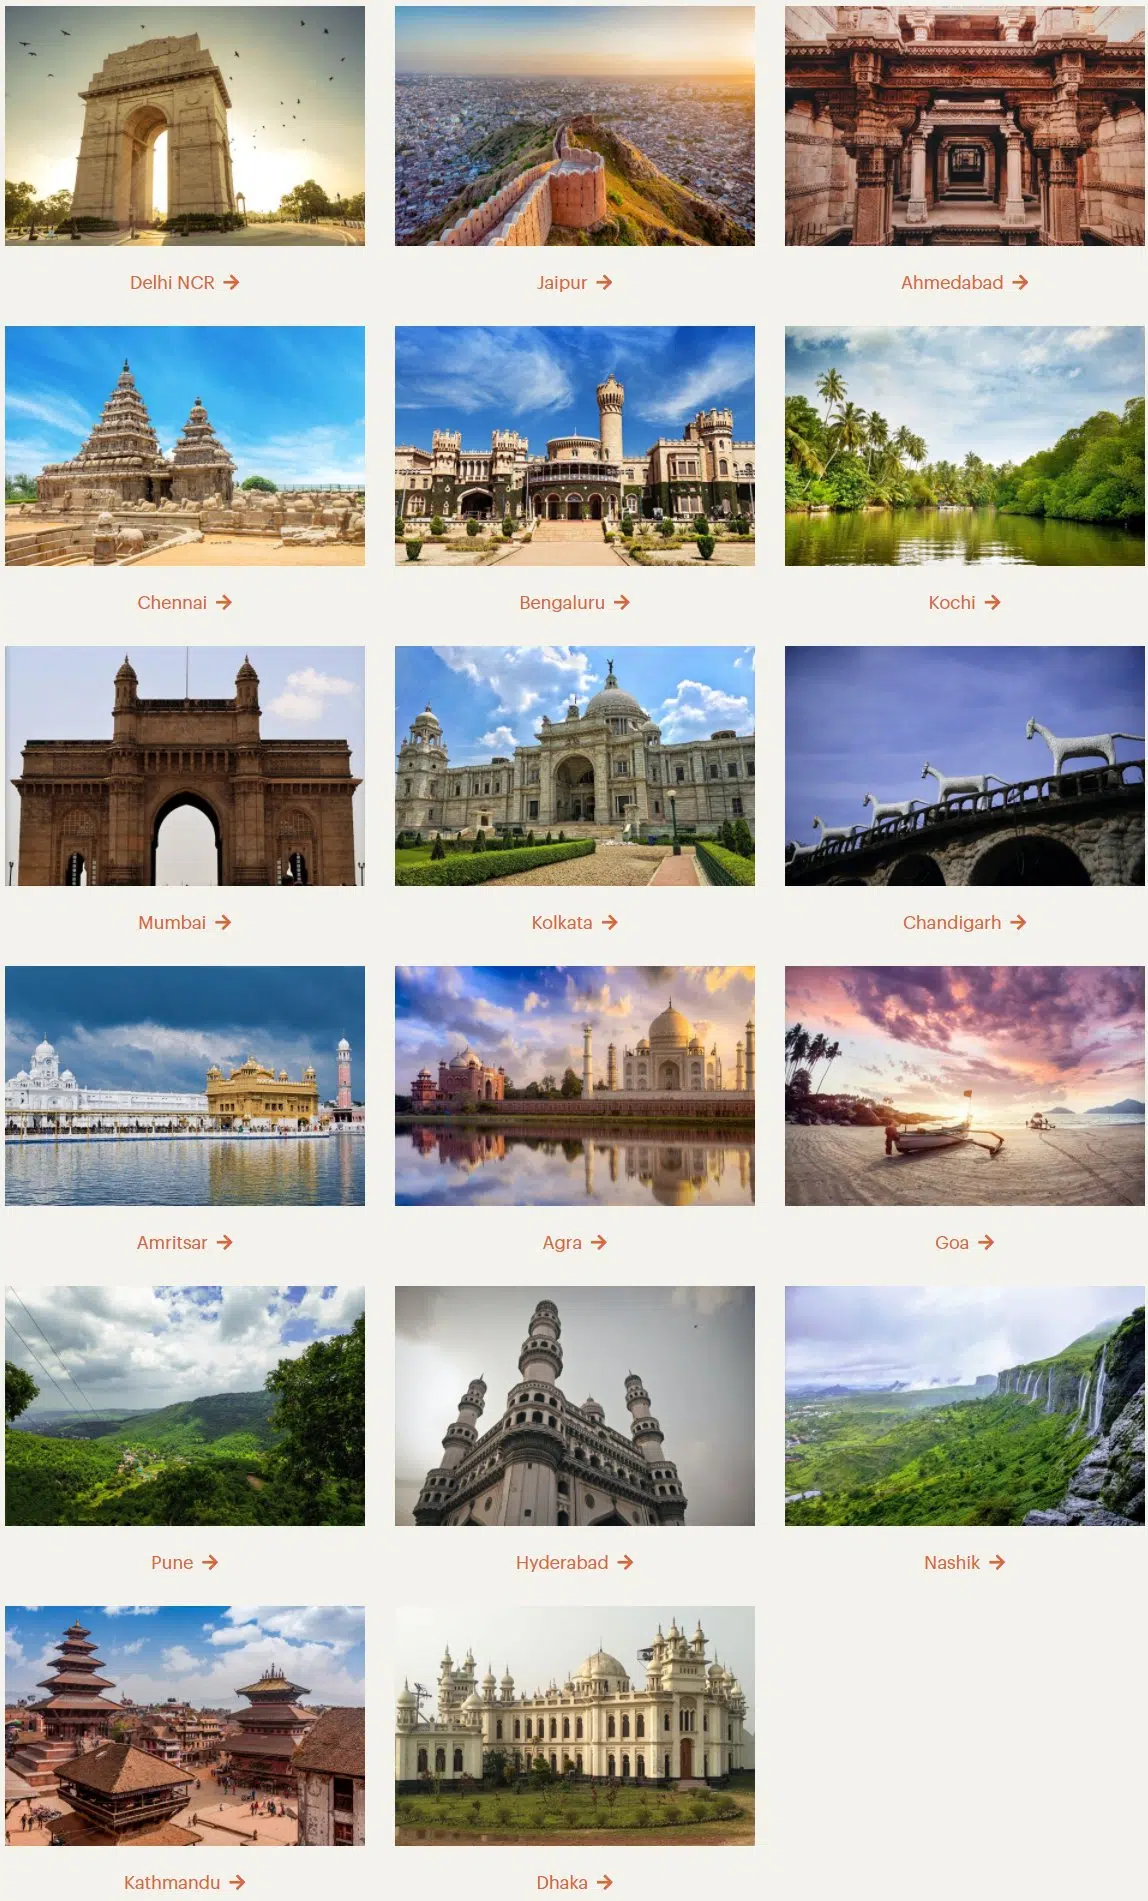 Delhi NCR →
Jaipur →
Ahmedabad →
Chennai →
Bengaluru →
Kochi →
Mumbai →
Kolkata →
Chandigarh →
Amritsar →
Agra →
Goa →
Pune →
Hyderabad →
Nashik →
Kathmandu →
Dhaka →